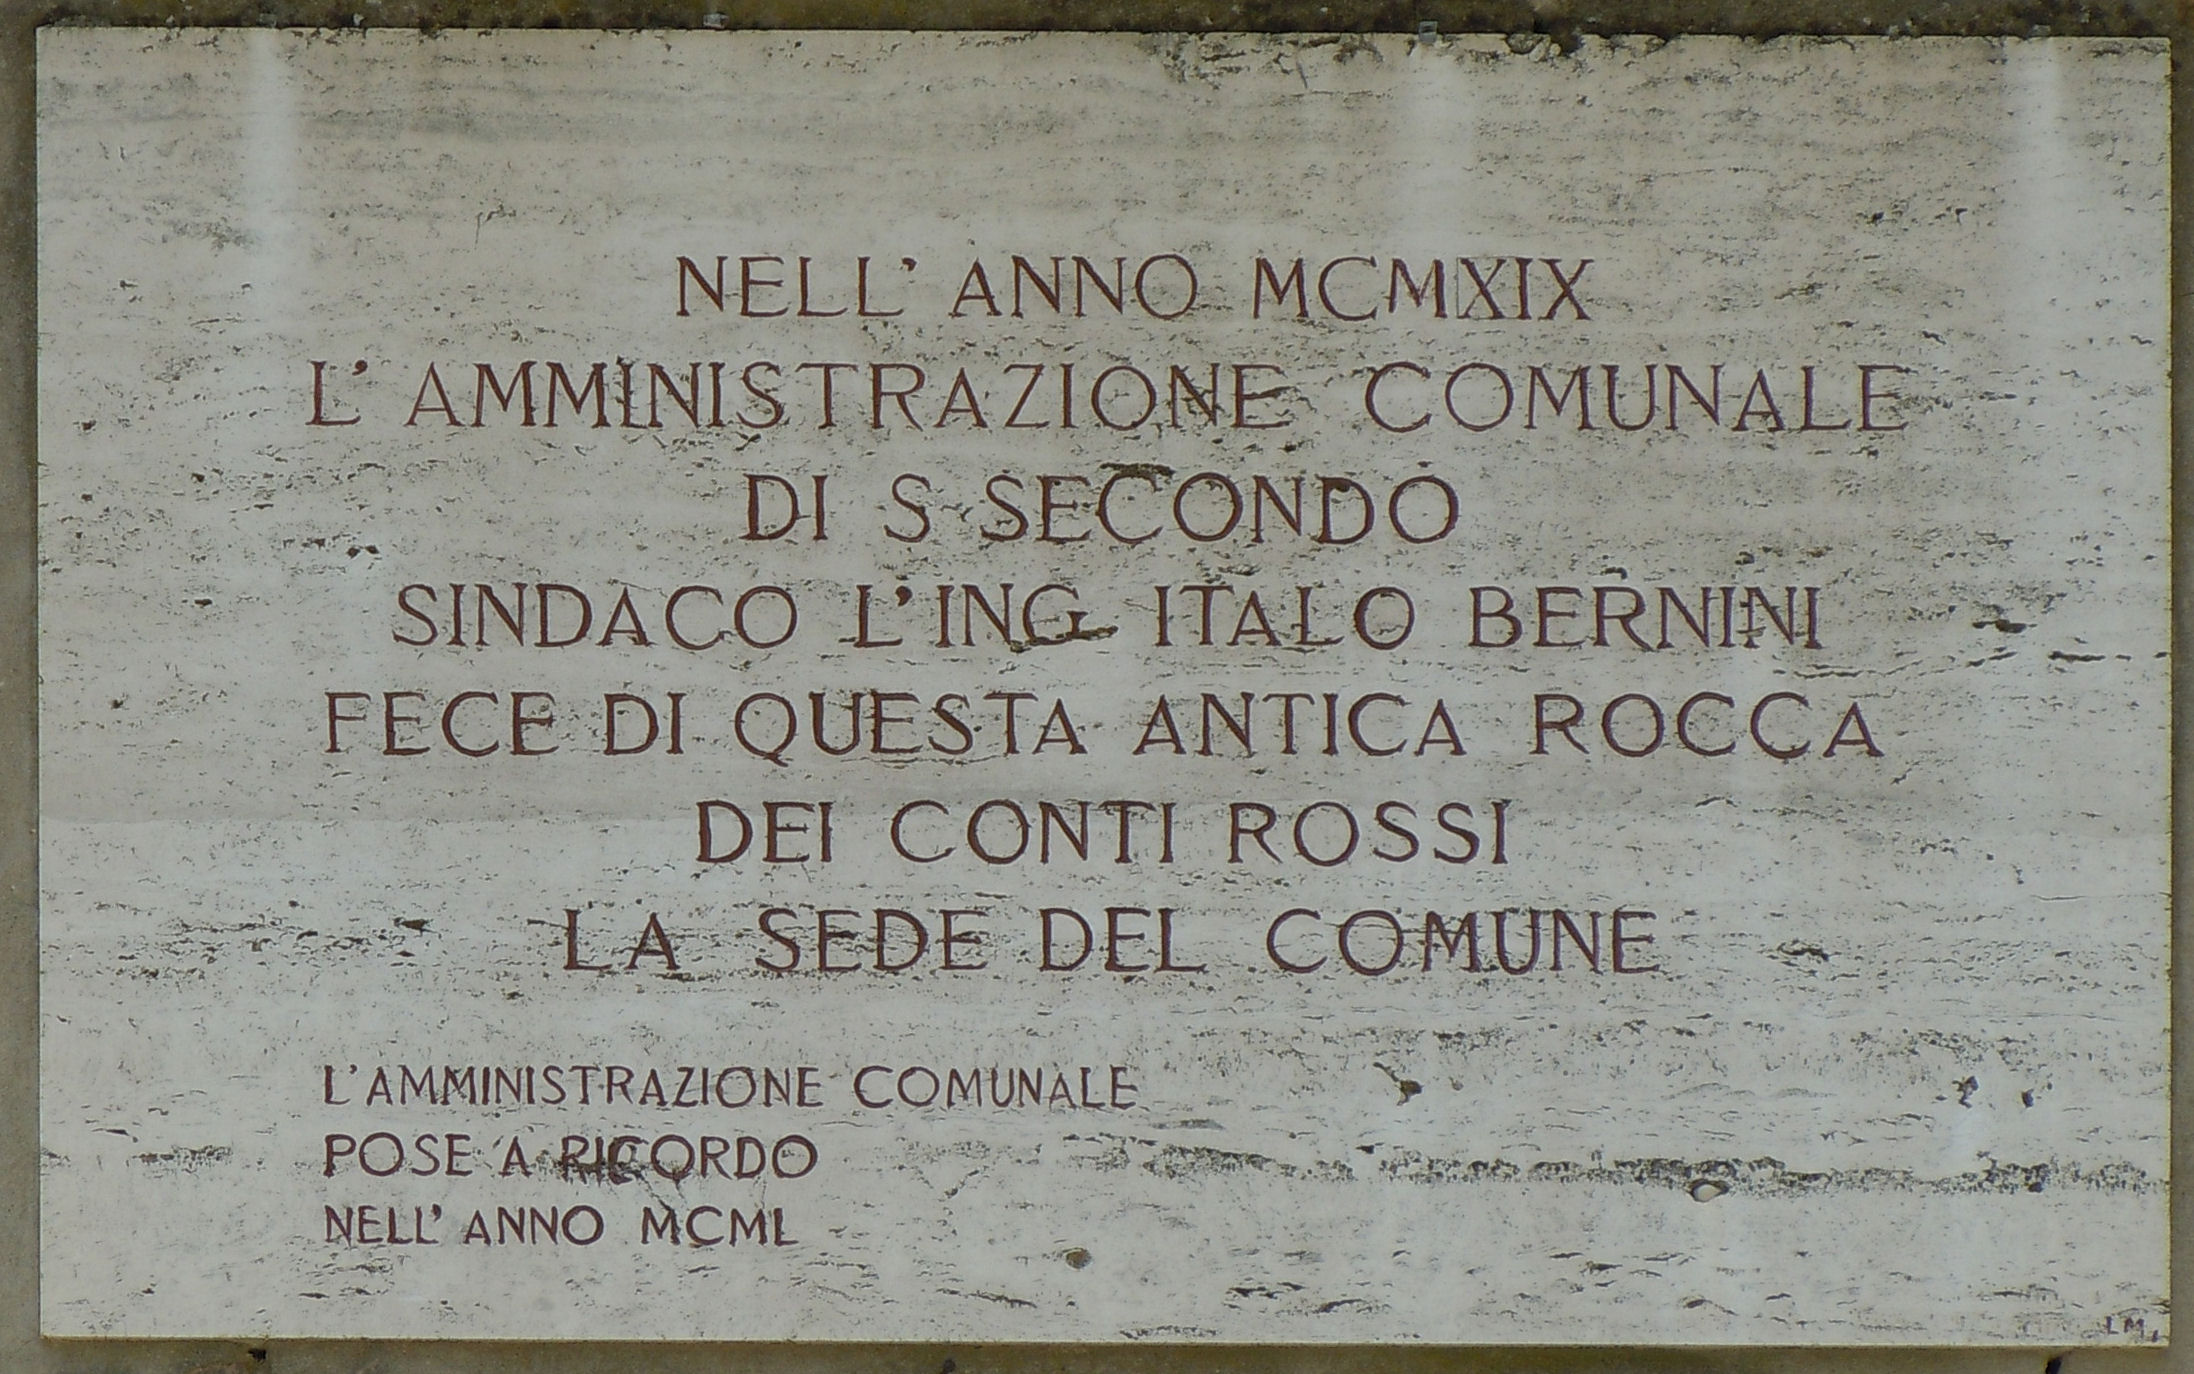 NELL' ANNO MCMXIX
L' AMMINISTRAZIONE COMUNALE
DI S SECONDO
SINDACO L'ING ITALO BERNINI
FECE DI QUESTA ANTICA ROCCA
DEI CONTI ROSSI
LA SEDE DEL COMUNE
L'AMMINISTRAZIONE COMUNALE
POSE A RICORDO
NELL' ANNO MCML
LM.